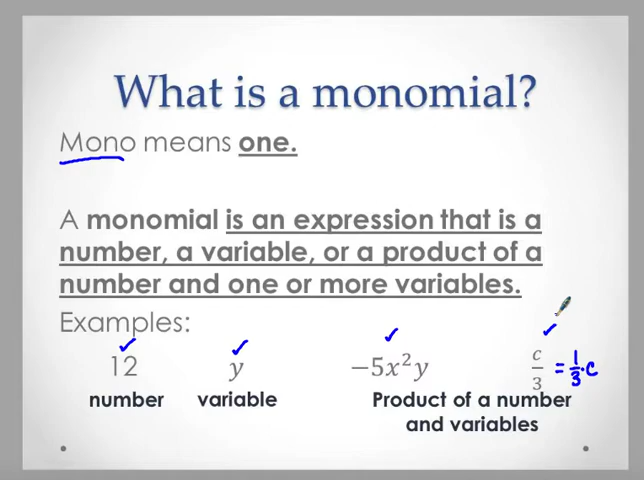 What is a monomial?
Mono means one.
A monomial is an expression that is a
number, a variable, or a product of a
number and one or more variables.
Examples:
12 y −5x²y c/3 = 1/3 · c
number variable Product of a number
and variables